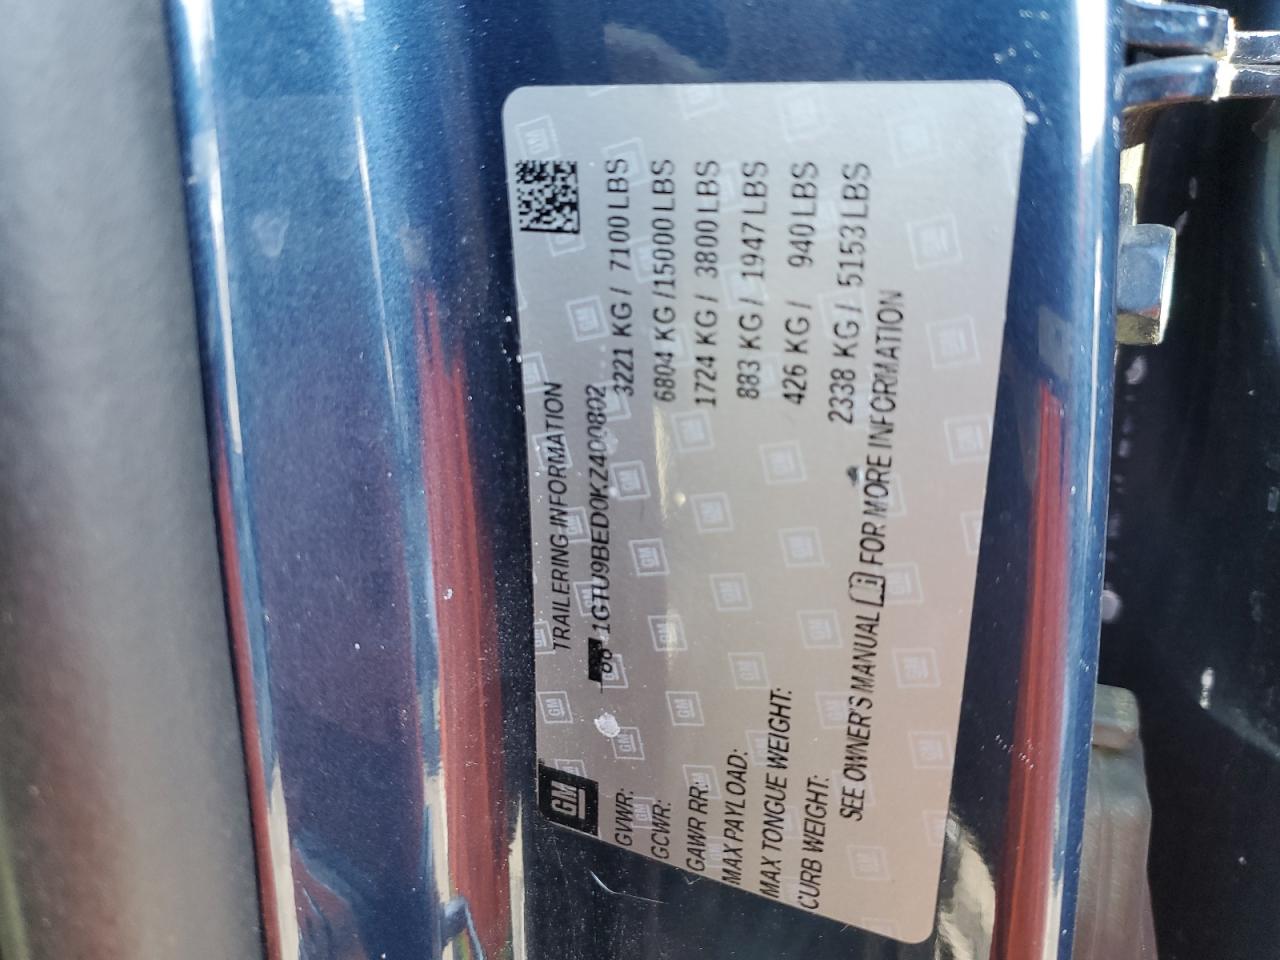 GM
TRAILERING INFORMATION
1GTU9BED0KZ400802
GVWR: 3221 KG / 7100 LBS
GCWR: 6804 KG / 15000 LBS
GAWR RR: 1724 KG / 3800 LBS
MAX PAYLOAD: 883 KG / 1947 LBS
MAX TONGUE WEIGHT: 426 KG / 940 LBS
CURB WEIGHT: 2338 KG / 5153 LBS
SEE OWNER'S MANUAL FOR MORE INFORMATION